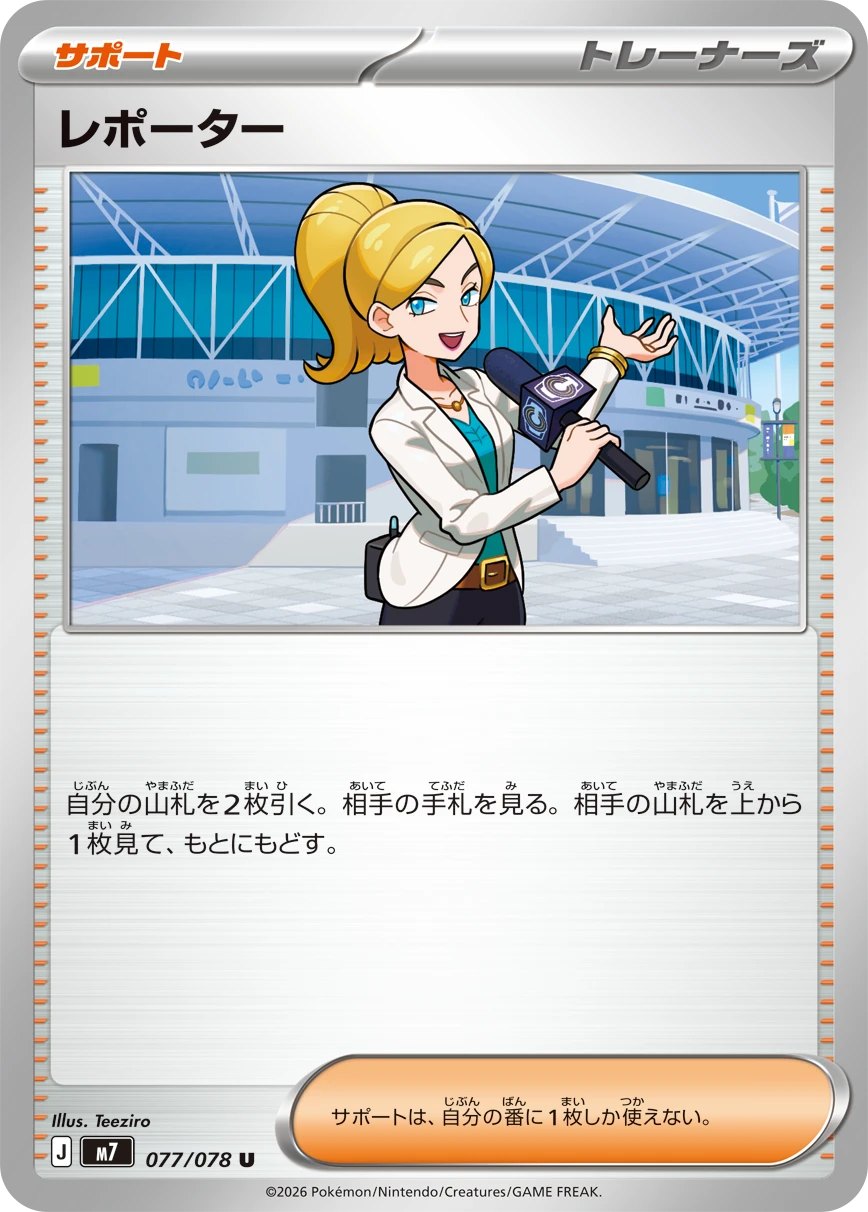 サポート
トレーナーズ
レポーター
自分の山札を2枚引く。相手の手札を見る。相手の山札を上から
1枚見て、もとにもどす。
サポートは、自分の番に1枚しか使えない。
Illus. Teeziro
J M7 077/078 U
©2026 Pokémon/Nintendo/Creatures/GAME FREAK.